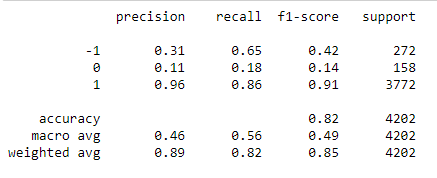 precision recall f1-score support
-1 0.31 0.65 0.42 272
0 0.11 0.18 0.14 158
1 0.96 0.86 0.91 3772
accuracy 0.82 4202
macro avg 0.46 0.56 0.49 4202
weighted avg 0.89 0.82 0.85 4202